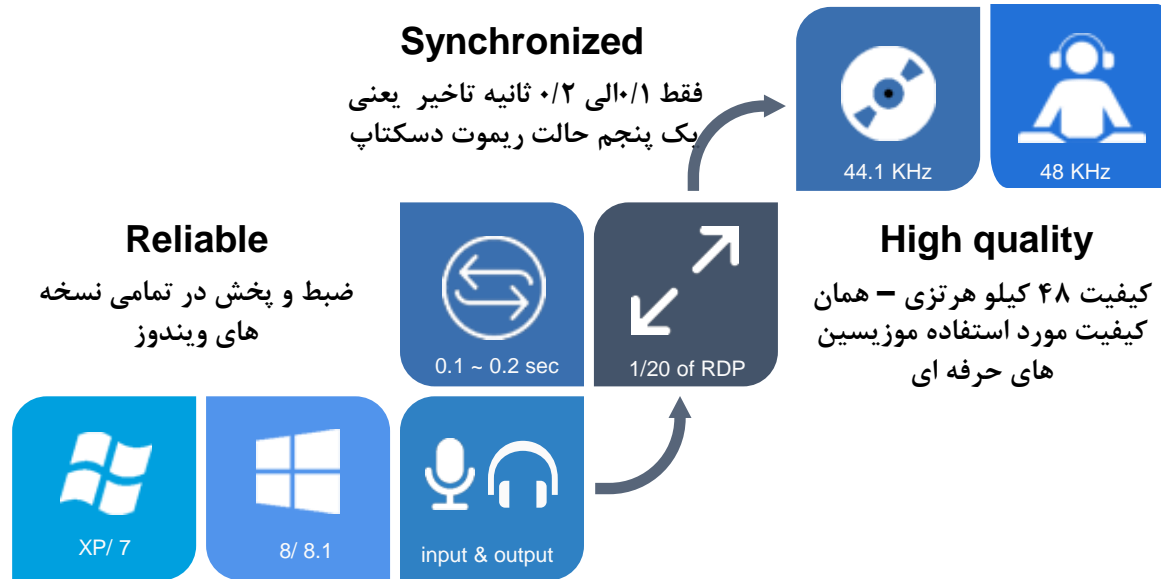 Synchronized
فقط ۰/۱الی ۰/۲ ثانیه تاخیر یعنی
یک پنجم حالت ریموت دسکتاپ
44.1 KHz
48 KHz
Reliable
ضبط و پخش در تمامی نسخه
های ویندوز
0.1 ~ 0.2 sec
1/20 of RDP
High quality
کیفیت ۴۸ کیلو هرتزی – همان
کیفیت مورد استفاده موزیسین
های حرفه ای
XP/ 7
8/ 8.1
input & output